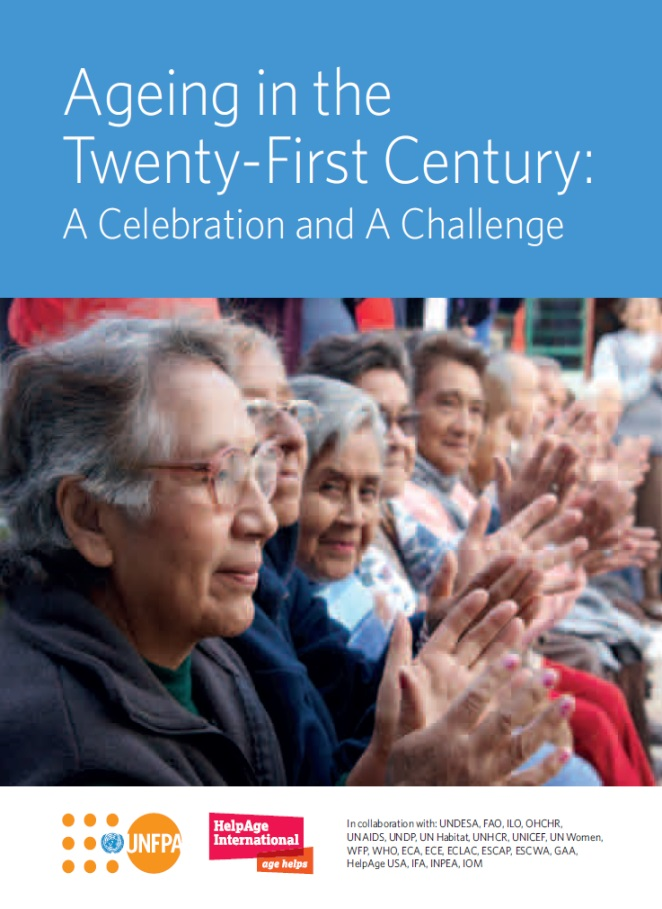 Ageing in the
Twenty-First Century:
A Celebration and A Challenge
UNFPA
HelpAge
International
age helps
In collaboration with: UNDESA, FAO, ILO, OHCHR,
UNAIDS, UNDP, UN Habitat, UNHCR, UNICEF, UN Women,
WFP, WHO, ECA, ECE, ECLAC, ESCAP, ESCWA, GAA,
HelpAge USA, IFA, INPEA, IOM